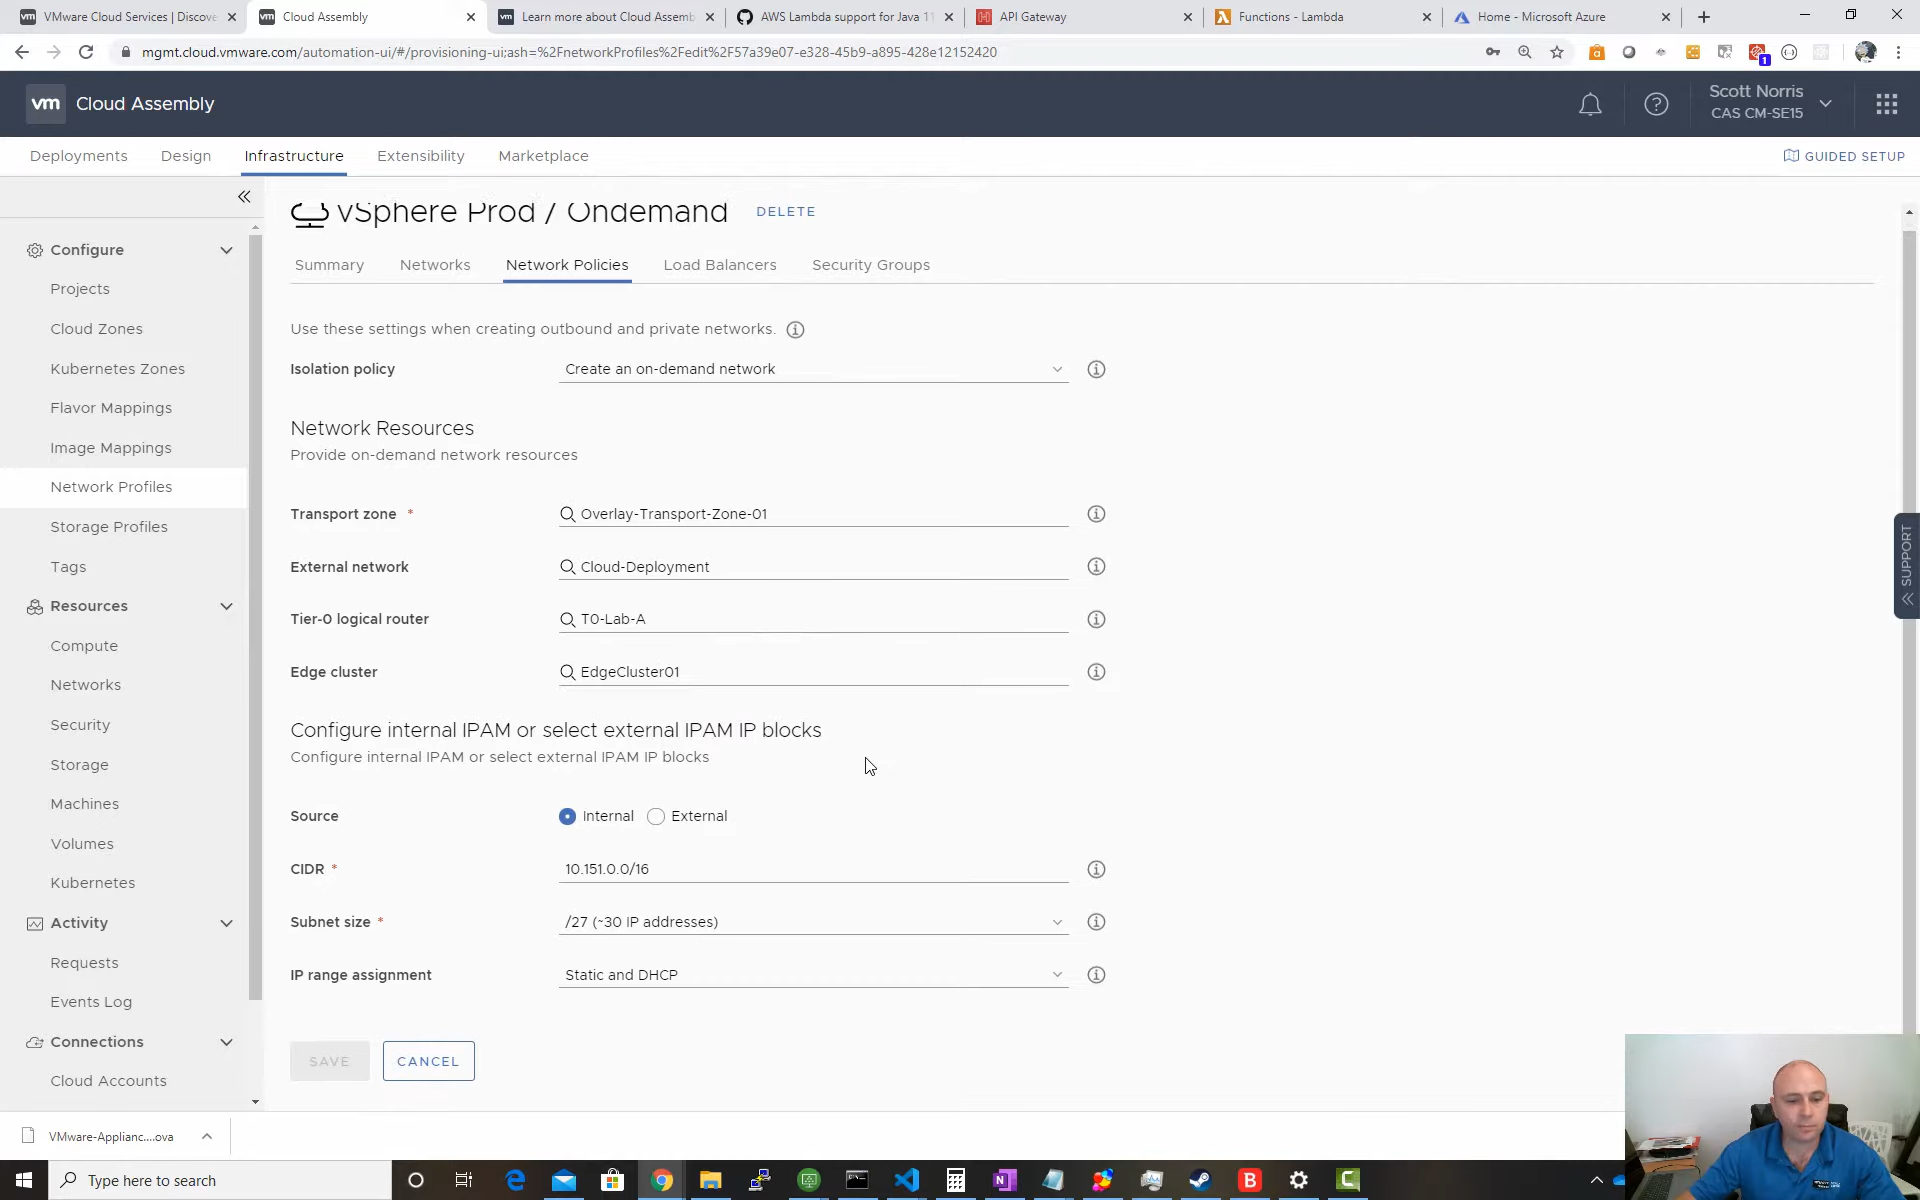 VMware Cloud Services | Discove
Cloud Assembly
Learn more about Cloud Assemb
AWS Lambda support for Java 11
API Gateway
Functions - Lambda
Home - Microsoft Azure
mgmt.cloud.vmware.com/automation-ui/#/provisioning-ui;ash=%2FnetworkProfiles%2Fedit%2F57a39e07-e328-45b9-a895-428e12152420
1
vm Cloud Assembly
Scott Norris
CAS CM-SE15
Deployments Design Infrastructure Extensibility Marketplace
GUIDED SETUP
Configure
Projects
Cloud Zones
Kubernetes Zones
Flavor Mappings
Image Mappings
Network Profiles
Storage Profiles
Tags
Resources
Compute
Networks
Security
Storage
Machines
Volumes
Kubernetes
Activity
Requests
Events Log
Connections
Cloud Accounts
vSphere Prod / Ondemand DELETE
Summary Networks Network Policies Load Balancers Security Groups
Use these settings when creating outbound and private networks.
Isolation policy Create an on-demand network
Network Resources
Provide on-demand network resources
Transport zone * Overlay-Transport-Zone-01
External network Cloud-Deployment
Tier-0 logical router T0-Lab-A
Edge cluster EdgeCluster01
Configure internal IPAM or select external IPAM IP blocks
Configure internal IPAM or select external IPAM IP blocks
Source Internal External
CIDR * 10.151.0.0/16
Subnet size * /27 (~30 IP addresses)
IP range assignment Static and DHCP
SAVE CANCEL
SUPPORT
VMware-Applianc....ova
Type here to search